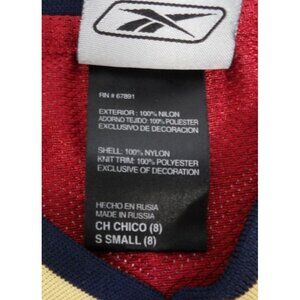 Reebok
RN # 67891
EXTERIOR : 100% NILON
ADORNO TEJIDO: 100% POLIESTER
EXCLUSIVO DE DECORACION
SHELL: 100% NYLON
KNIT TRIM: 100% POLYESTER
EXCLUSIVE OF DECORATION
HECHO EN RUSIA
MADE IN RUSSIA
CH CHICO (8)
S SMALL (8)